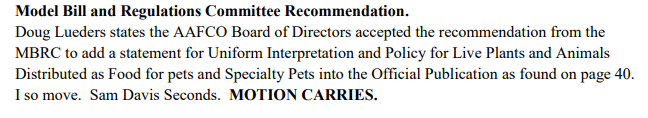 Model Bill and Regulations Committee Recommendation.
Doug Lueders states the AAFCO Board of Directors accepted the recommendation from the
MBRC to add a statement for Uniform Interpretation and Policy for Live Plants and Animals
Distributed as Food for pets and Specialty Pets into the Official Publication as found on page 40.
I so move.  Sam Davis Seconds.  MOTION CARRIES.